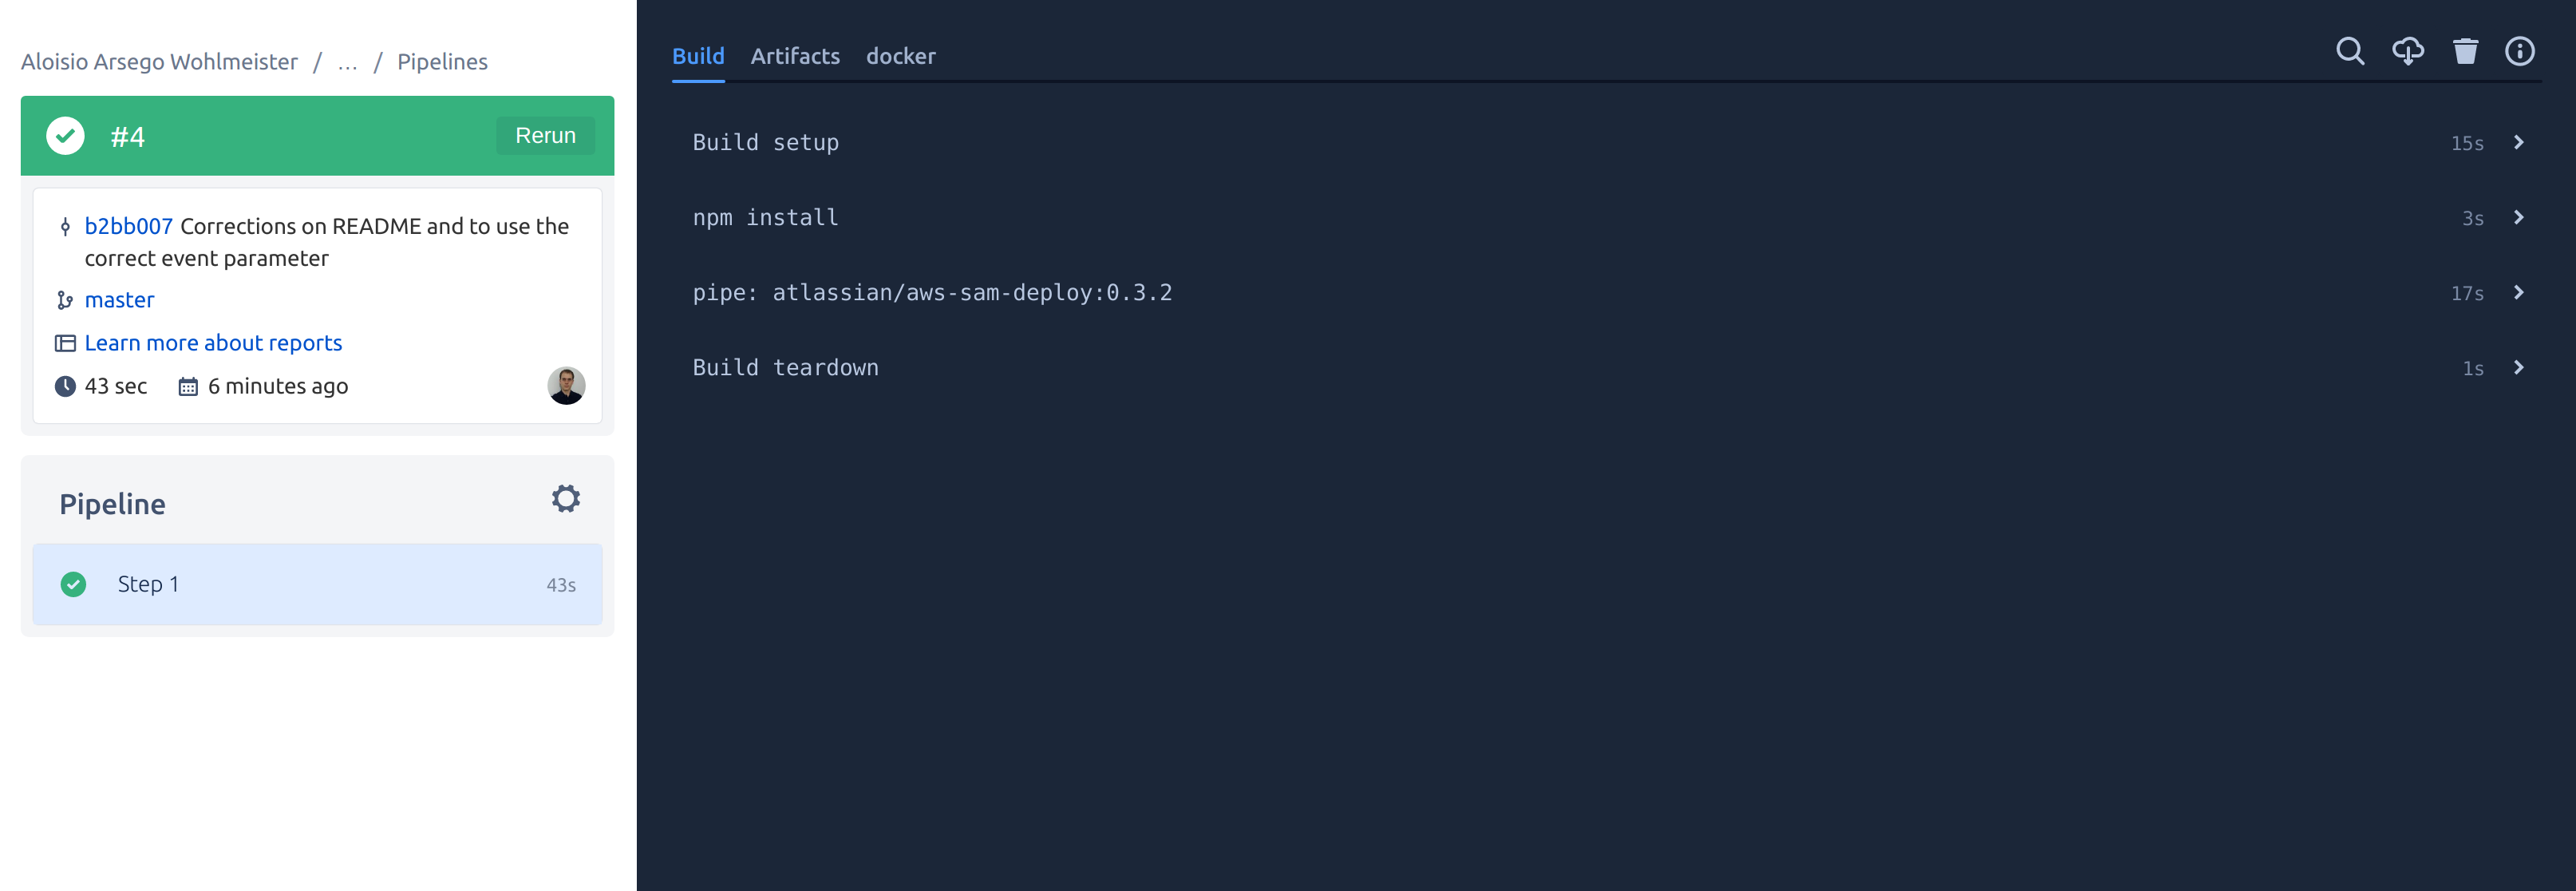 Aloisio Arsego Wohlmeister / ... / Pipelines
#4
Rerun
b2bb007 Corrections on README and to use the
correct event parameter
master
Learn more about reports
43 sec 6 minutes ago
Pipeline
Step 1 43s
Build Artifacts docker
Build setup 15s
npm install 3s
pipe: atlassian/aws-sam-deploy:0.3.2 17s
Build teardown 1s